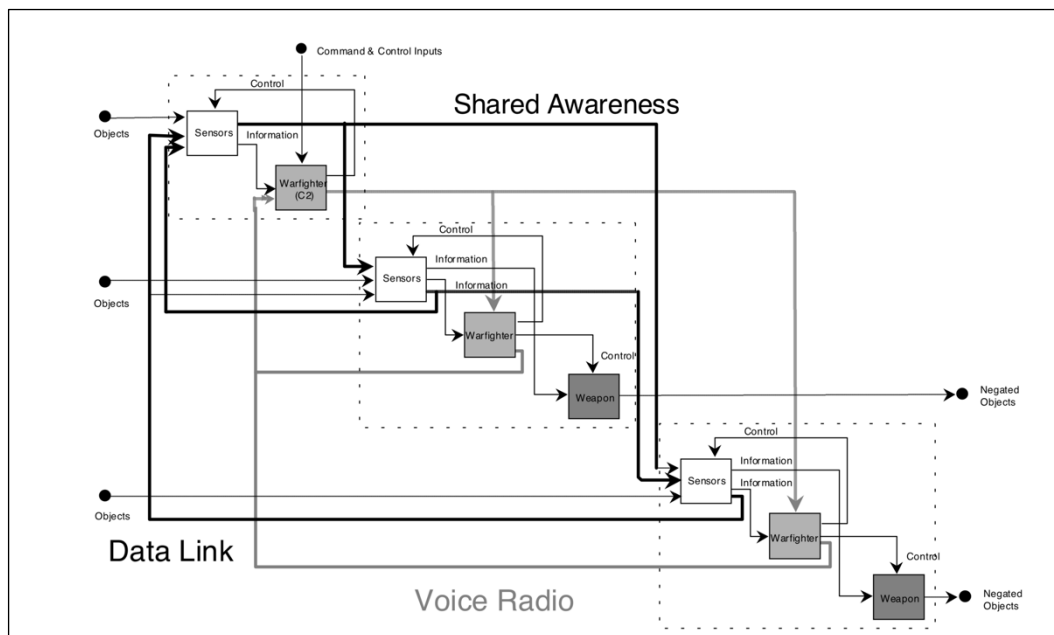 Command & Control Inputs
Control
Shared Awareness
Objects
Sensors
Information
Warfighter
(C2)
Control
Information
Sensors
Information
Objects
Warfighter
Control
Weapon
Negated
Objects
Control
Information
Sensors
Information
Objects
Data Link
Warfighter
Control
Voice Radio
Weapon
Negated
Objects